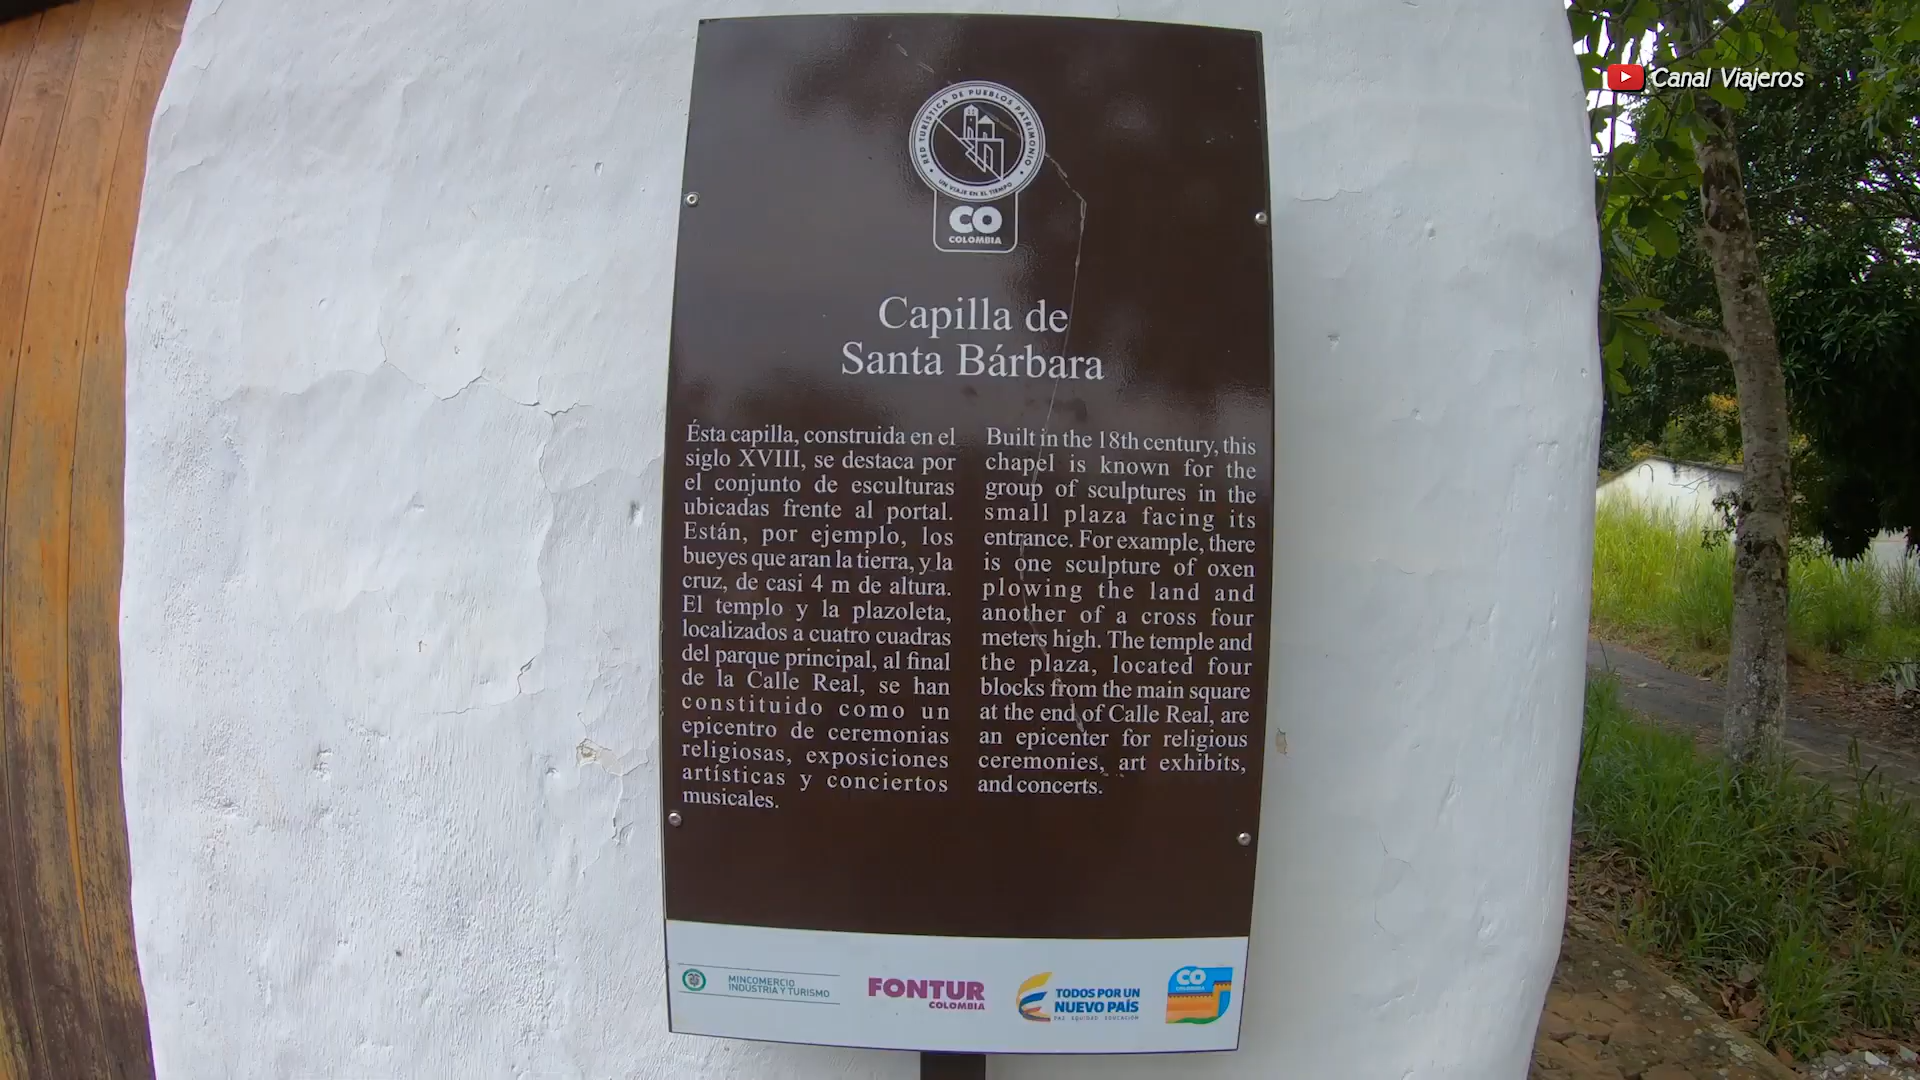 Canal Viajeros
RED TURÍSTICA DE PUEBLOS PATRIMONIO
UN VIAJE EN EL TIEMPO
CO
COLOMBIA
Capilla de
Santa Bárbara
Ésta capilla, construida en el
siglo XVIII, se destaca por
el conjunto de esculturas
ubicadas frente al portal.
Están, por ejemplo, los
bueyes que aran la tierra, y la
cruz, de casi 4 m de altura.
El templo y la plazoleta,
localizados a cuatro cuadras
del parque principal, al final
de la Calle Real, se han
constituido como un
epicentro de ceremonias
religiosas, exposiciones
artísticas y conciertos
musicales.
Built in the 18th century, this
chapel is known for the
group of sculptures in the
small plaza facing its
entrance. For example, there
is one sculpture of oxen
plowing the land and
another of a cross four
meters high. The temple and
the plaza, located four
blocks from the main square
at the end of Calle Real, are
an epicenter for religious
ceremonies, art exhibits,
and concerts.
MINCOMERCIO
INDUSTRIA Y TURISMO
FONTUR
COLOMBIA
TODOS POR UN
NUEVO PAÍS
PAZ EQUIDAD EDUCACIÓN
CO
COLOMBIA